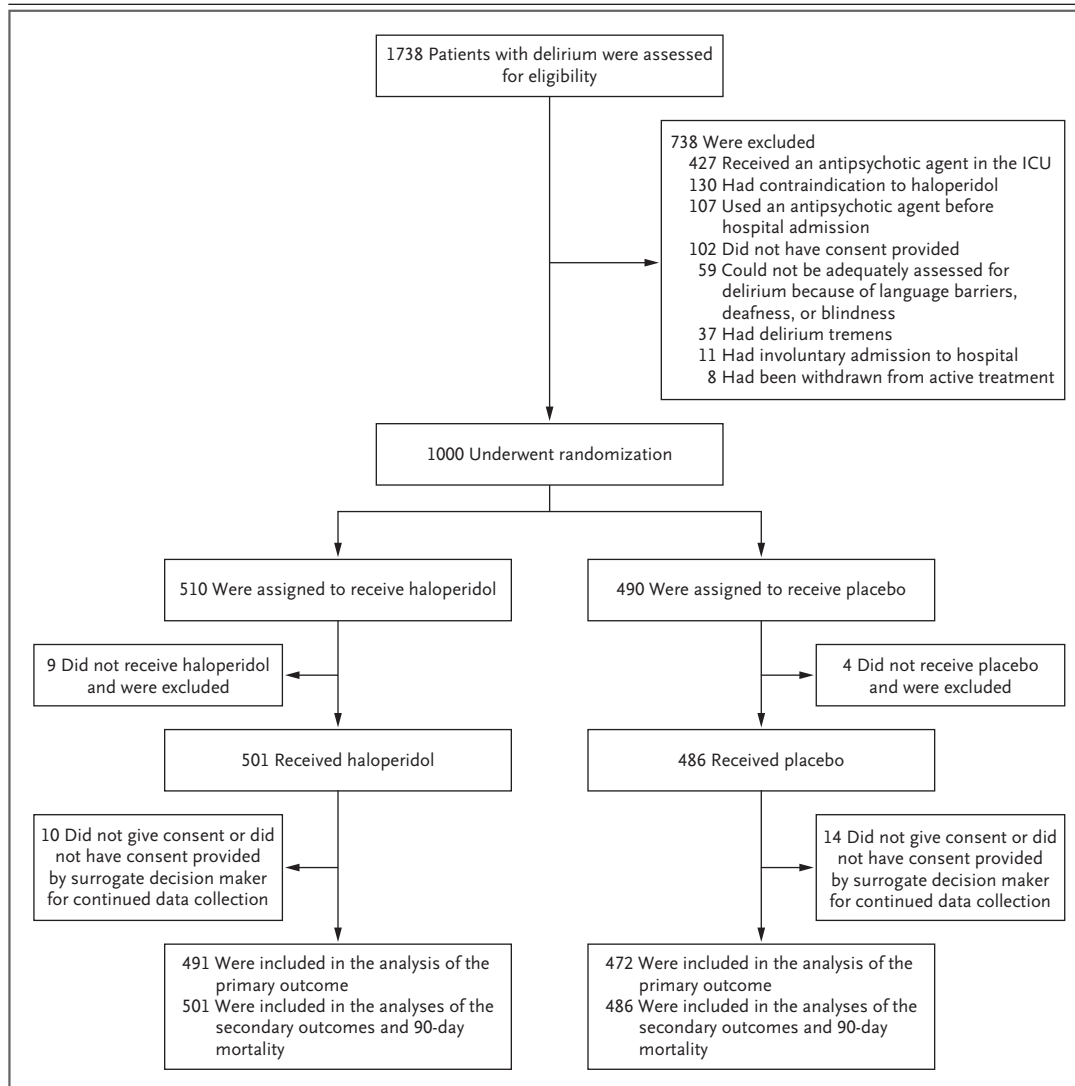 1738 Patients with delirium were assessed
for eligibility
738 Were excluded
427 Received an antipsychotic agent in the ICU
130 Had contraindication to haloperidol
107 Used an antipsychotic agent before
hospital admission
102 Did not have consent provided
59 Could not be adequately assessed for
delirium because of language barriers,
deafness, or blindness
37 Had delirium tremens
11 Had involuntary admission to hospital
8 Had been withdrawn from active treatment
1000 Underwent randomization
510 Were assigned to receive haloperidol
490 Were assigned to receive placebo
9 Did not receive haloperidol
and were excluded
4 Did not receive placebo
and were excluded
501 Received haloperidol
486 Received placebo
10 Did not give consent or did
not have consent provided
by surrogate decision maker
for continued data collection
14 Did not give consent or did
not have consent provided
by surrogate decision maker
for continued data collection
491 Were included in the analysis of the
primary outcome
501 Were included in the analyses of the
secondary outcomes and 90-day
mortality
472 Were included in the analysis of the
primary outcome
486 Were included in the analyses of the
secondary outcomes and 90-day
mortality